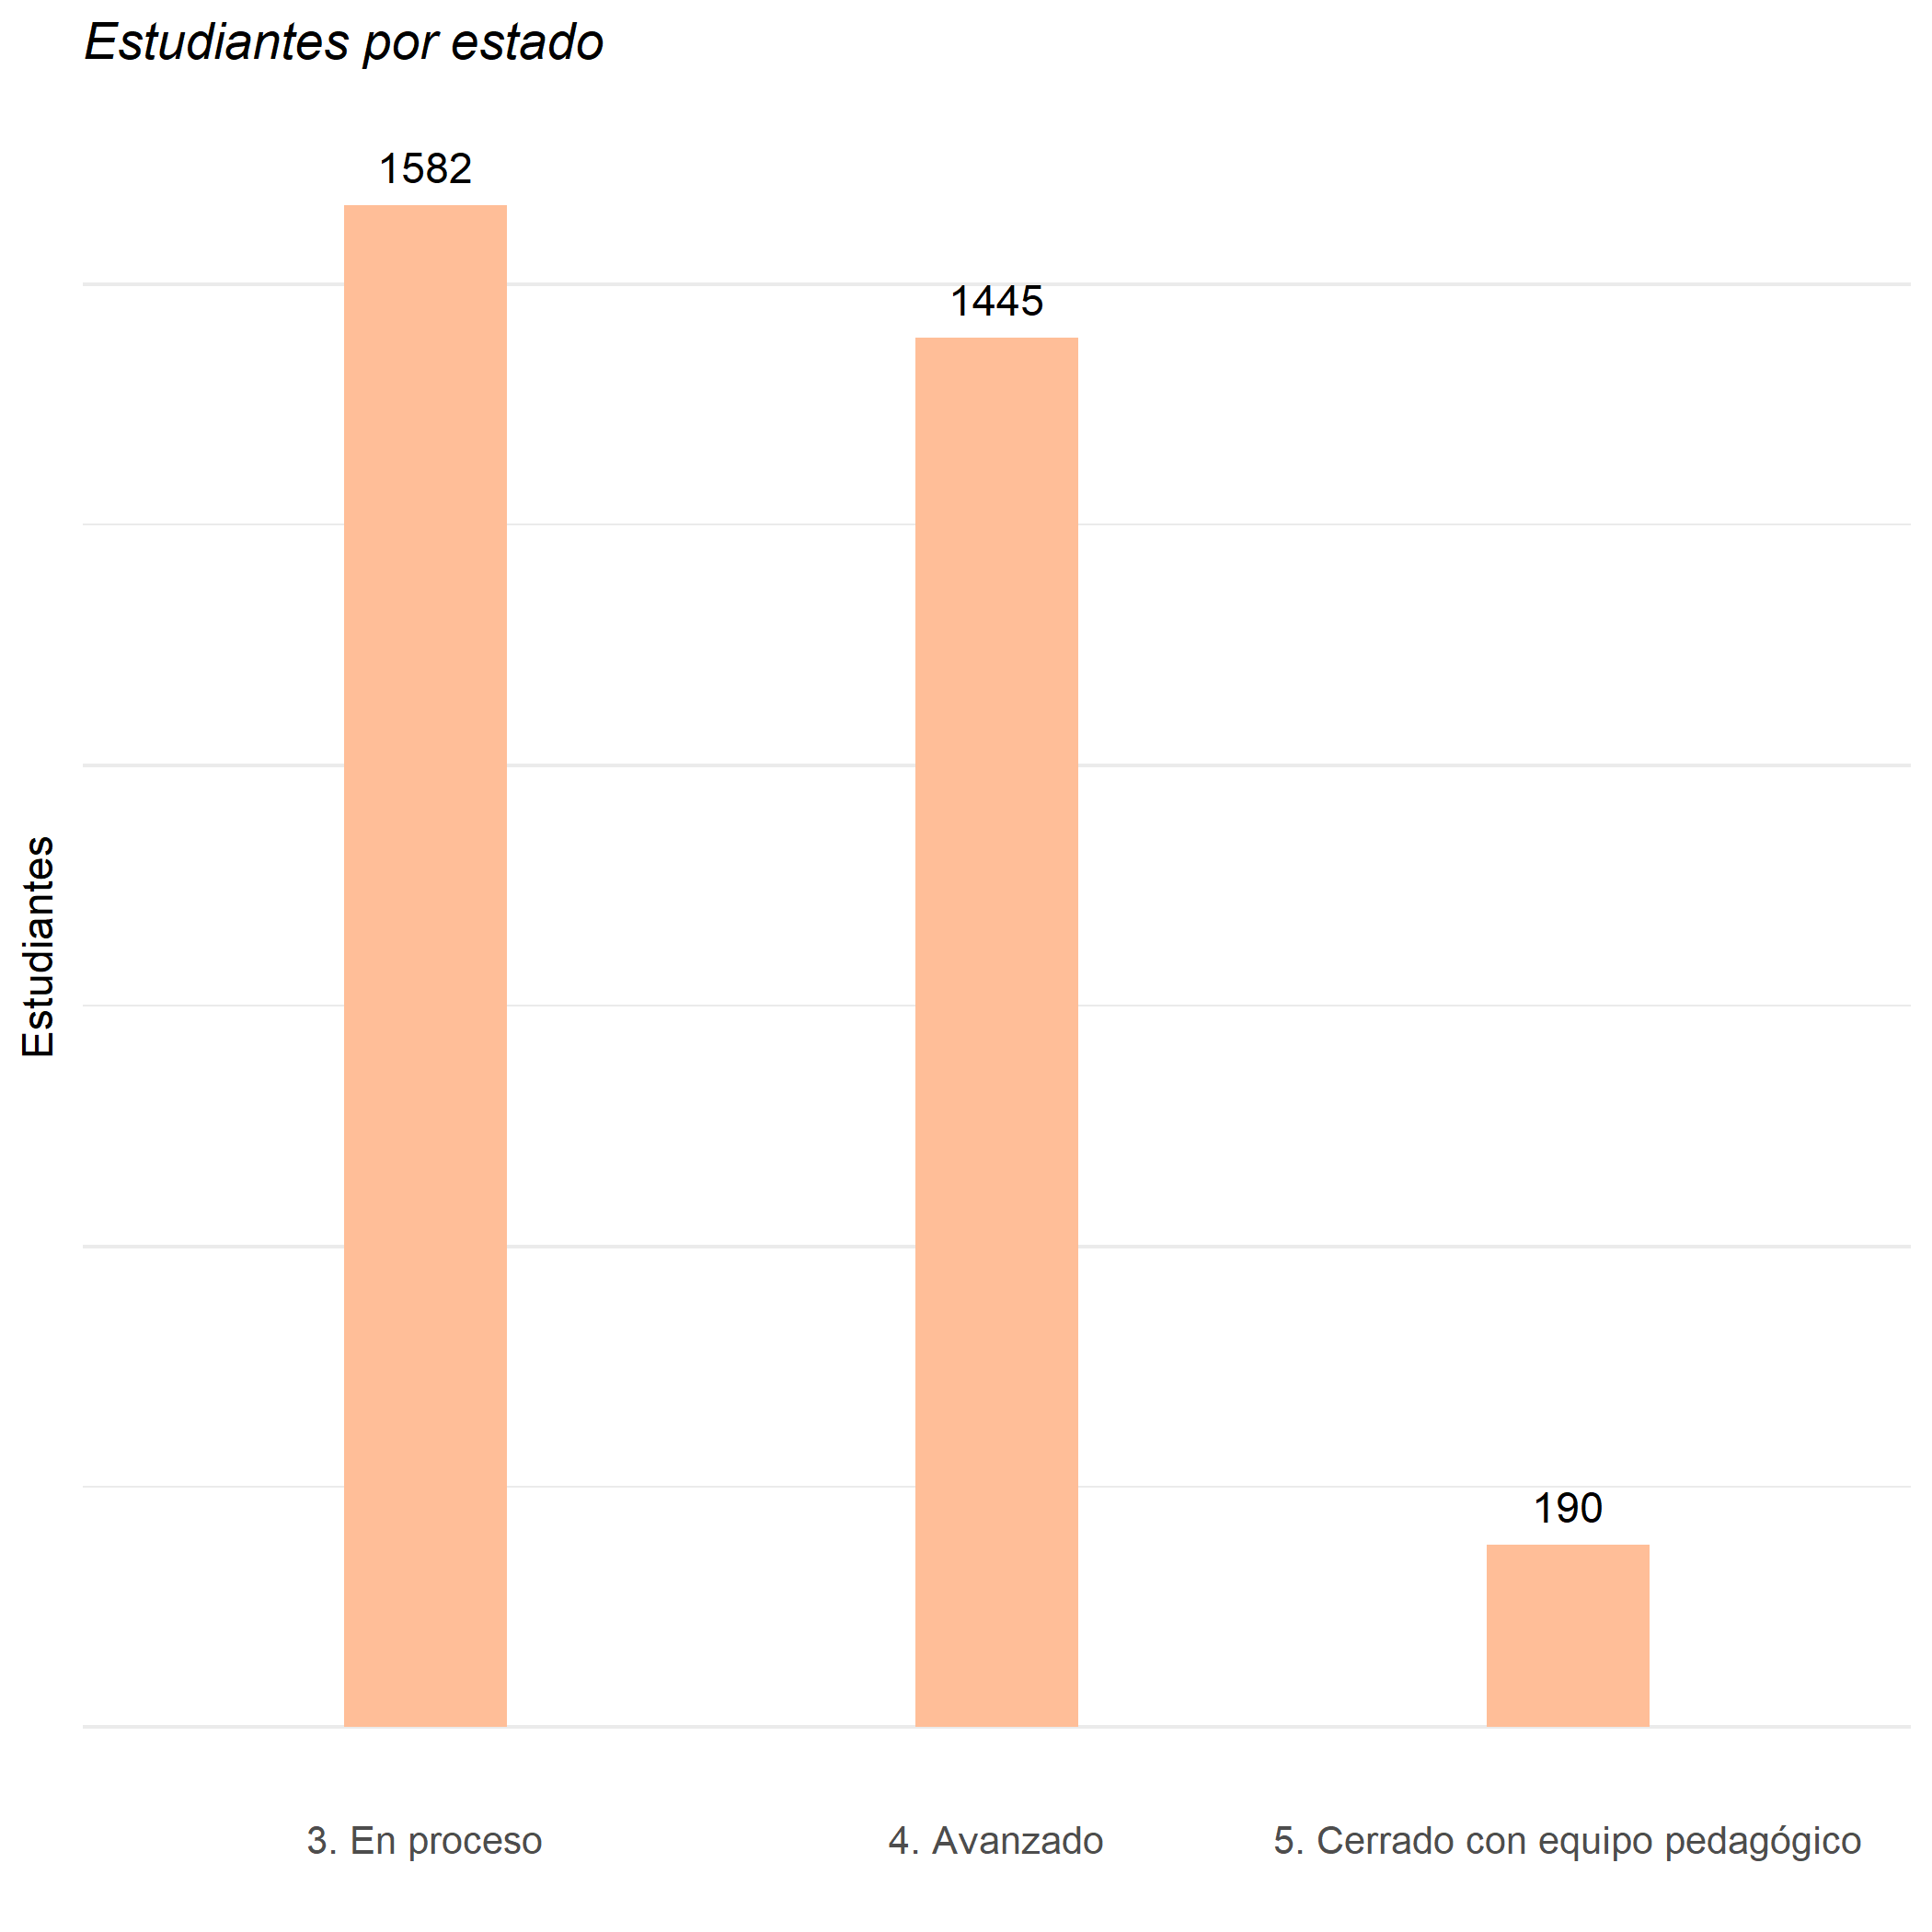 Estudiantes por estado
1582
1445
190
Estudiantes
3. En proceso
4. Avanzado
5. Cerrado con equipo pedagógico